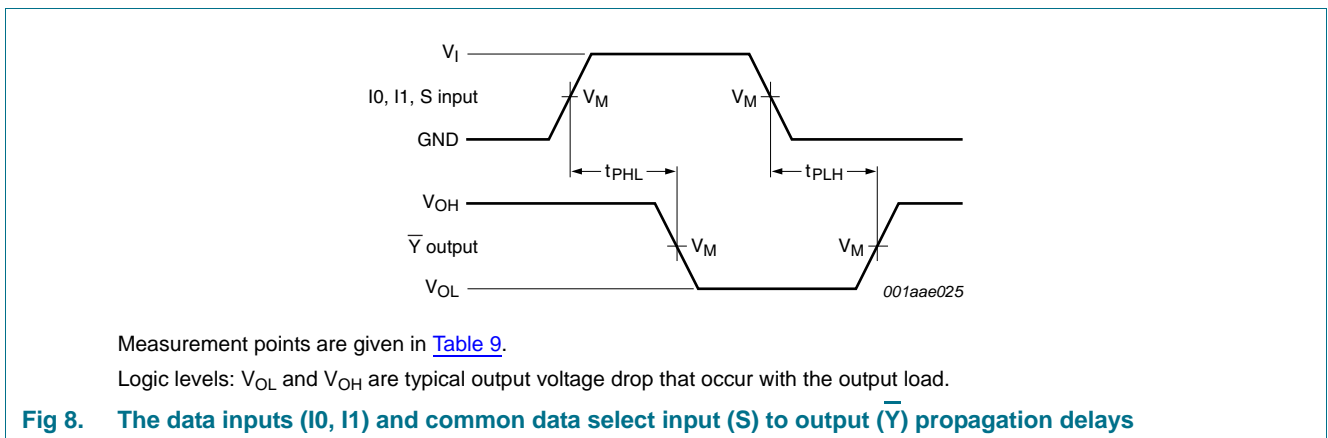 V_I
I0, I1, S input
V_M
V_M
GND
t_PHL
t_PLH
V_OH
Y̅ output
V_M
V_M
V_OL
001aae025
Measurement points are given in Table 9.
Logic levels: V_OL and V_OH are typical output voltage drop that occur with the output load.
Fig 8. The data inputs (I0, I1) and common data select input (S) to output (Y̅) propagation delays